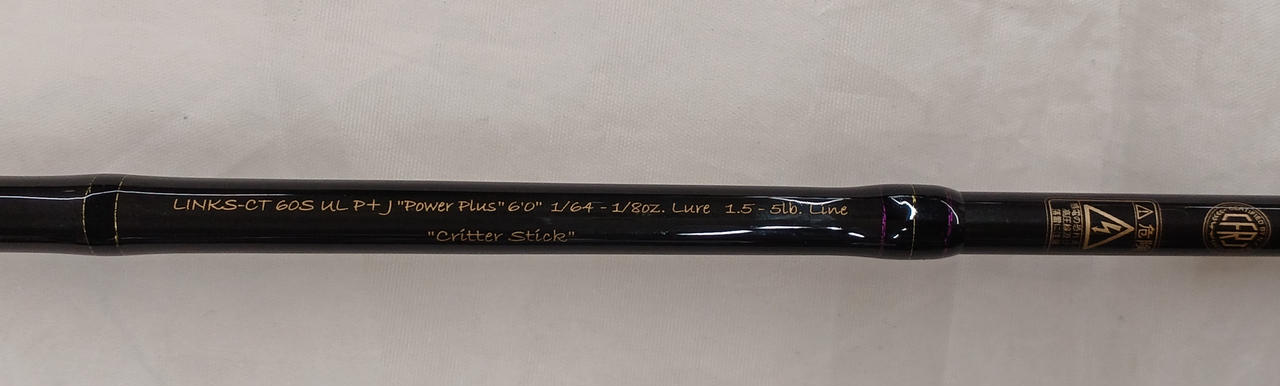 LINKS-CT 60S UL P+J "Power Plus" 6'0" 1/64 - 1/8oz. Lure 1.5 - 5lb. Line
"Critter Stick"
危険